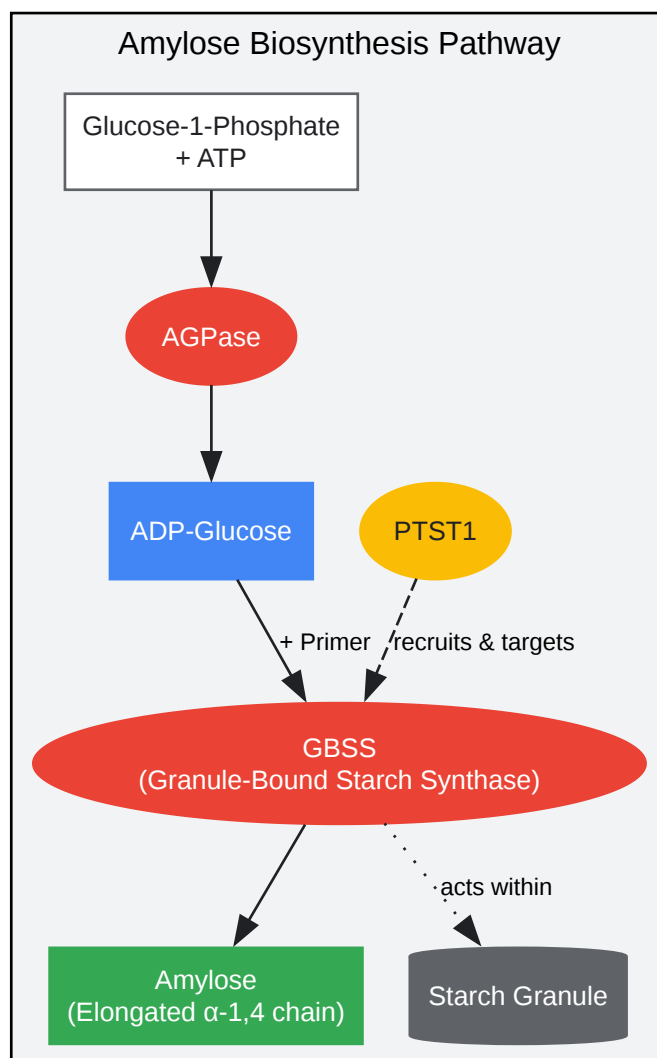 Amylose Biosynthesis Pathway
Glucose-1-Phosphate
+ ATP
AGPase
ADP-Glucose
PTST1
+ Primer
recruits & targets
GBSS
(Granule-Bound Starch Synthase)
acts within
Amylose
(Elongated α-1,4 chain)
Starch Granule